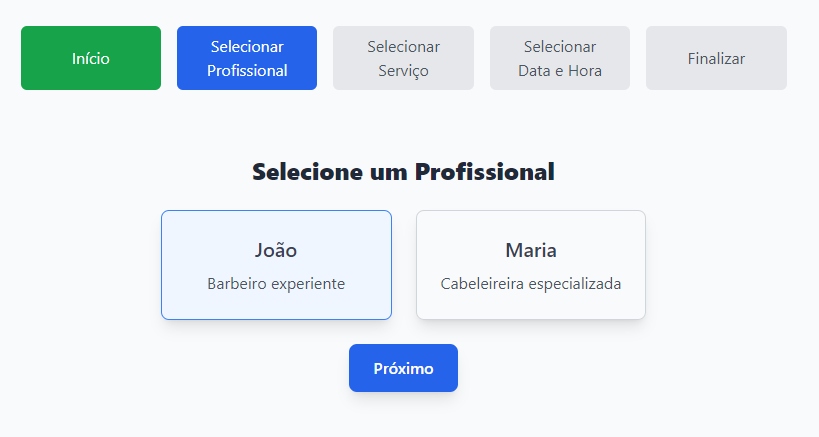 Início
Selecionar
Profissional
Selecionar
Serviço
Selecionar
Data e Hora
Finalizar
Selecione um Profissional
João
Barbeiro experiente
Maria
Cabeleireira especializada
Próximo